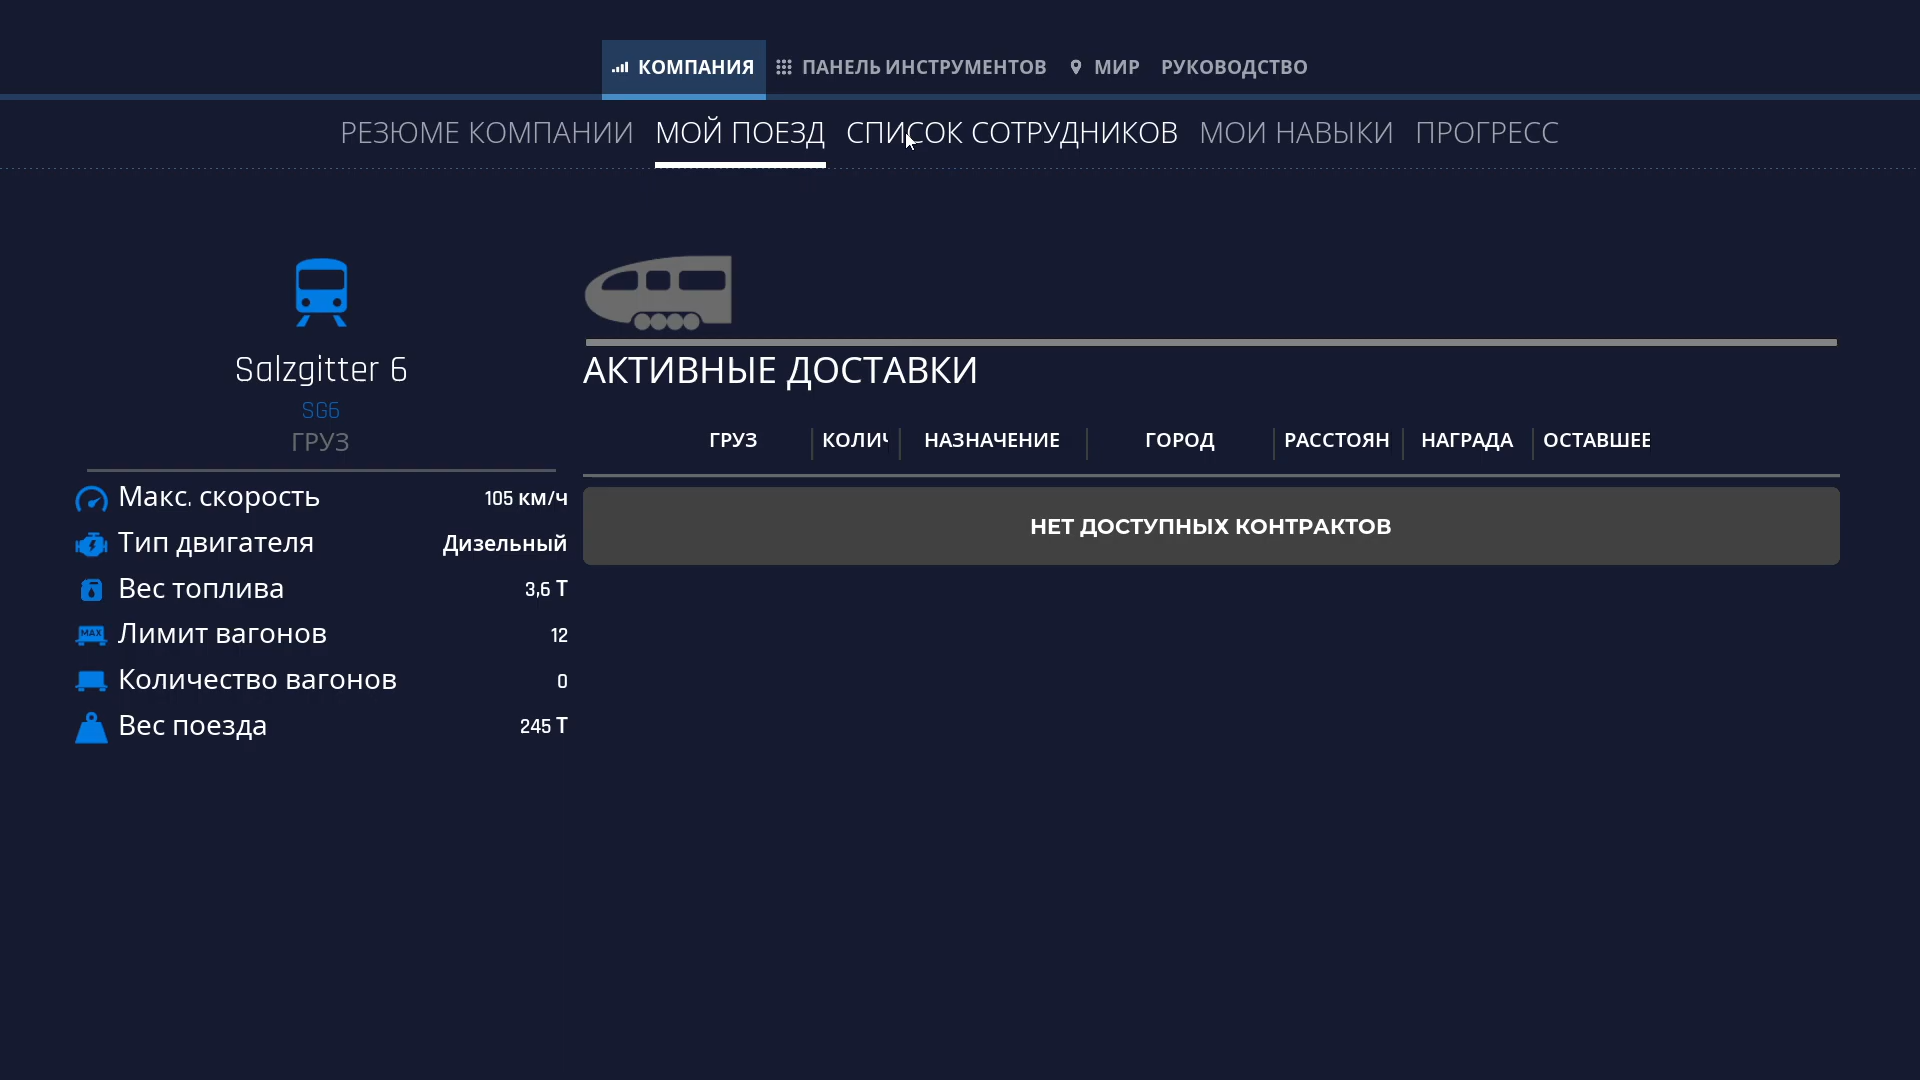 КОМПАНИЯ ПАНЕЛЬ ИНСТРУМЕНТОВ МИР РУКОВОДСТВО
РЕЗЮМЕ КОМПАНИИ МОЙ ПОЕЗД СПИСОК СОТРУДНИКОВ МОИ НАВЫКИ ПРОГРЕСС
Salzgitter 6
SG6
ГРУЗ
Макс. скорость 105 км/ч
Тип двигателя Дизельный
Вес топлива 3,6 Т
MAX Лимит вагонов 12
Количество вагонов 0
Вес поезда 245 Т
АКТИВНЫЕ ДОСТАВКИ
ГРУЗ КОЛИЧ НАЗНАЧЕНИЕ ГОРОД РАССТОЯН НАГРАДА ОСТАВШЕЕ
НЕТ ДОСТУПНЫХ КОНТРАКТОВ